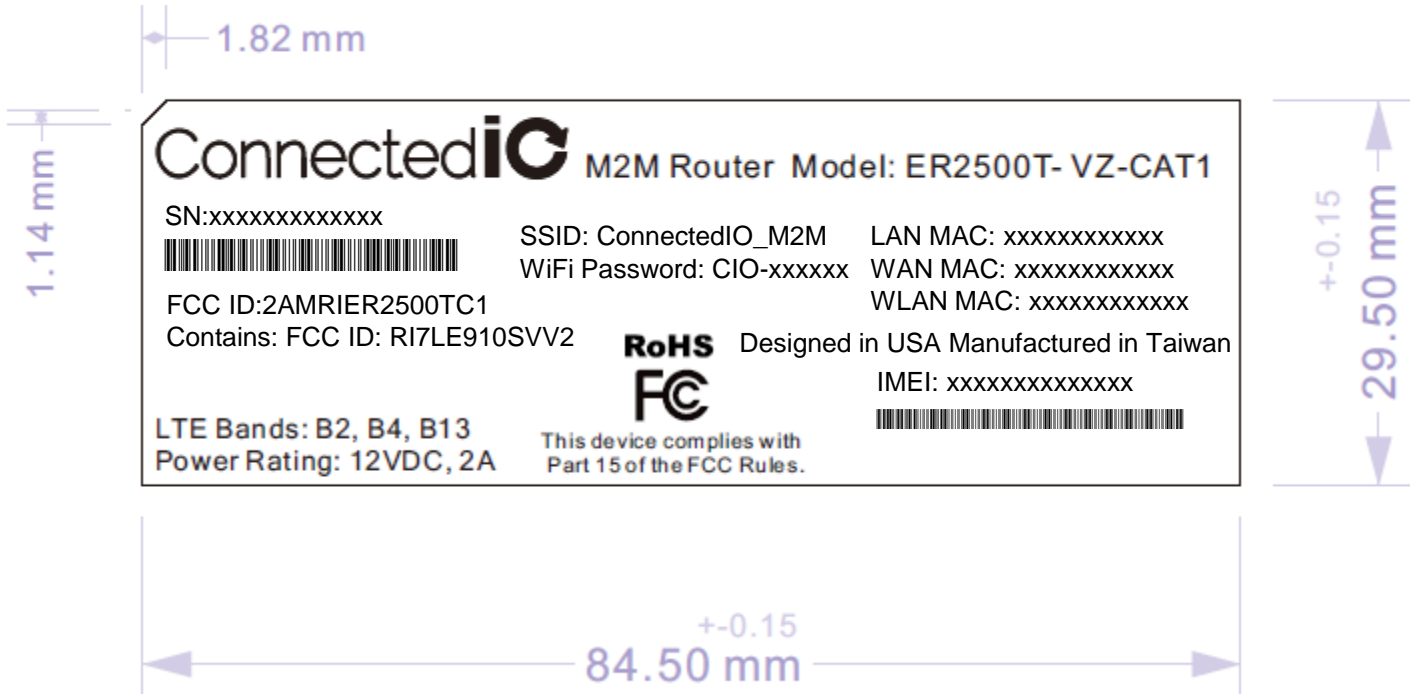 1.82 mm
1.14 mm
ConnectediO M2M Router Model: ER2500T- VZ-CAT1
SN:xxxxxxxxxxxxx
SSID: ConnectedIO_M2M
WiFi Password: CIO-xxxxxx
LAN MAC: xxxxxxxxxxxx
WAN MAC: xxxxxxxxxxxx
WLAN MAC: xxxxxxxxxxxx
FCC ID:2AMRIER2500TC1
Contains: FCC ID: RI7LE910SVV2
RoHS
FC
Designed in USA Manufactured in Taiwan
IMEI: xxxxxxxxxxxxxx
LTE Bands: B2, B4, B13
Power Rating: 12VDC, 2A
This device complies with
Part 15 of the FCC Rules.
+-0.15
29.50 mm
+-0.15
84.50 mm